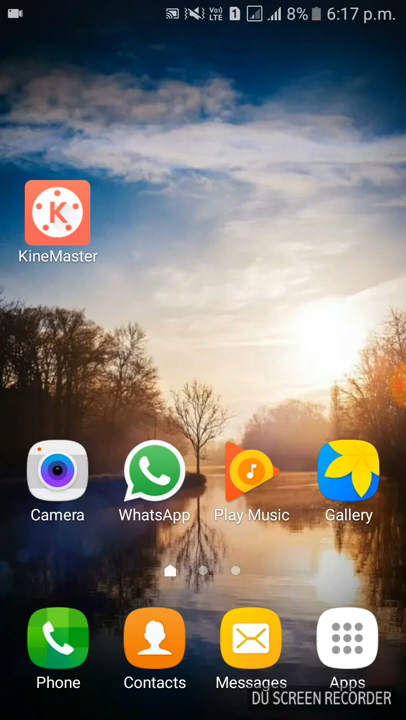 Vo)) LTE 1 8% 6:17 p.m.
K
KineMaster
Camera WhatsApp Play Music Gallery
Phone Contacts Messages Apps
DU SCREEN RECORDER